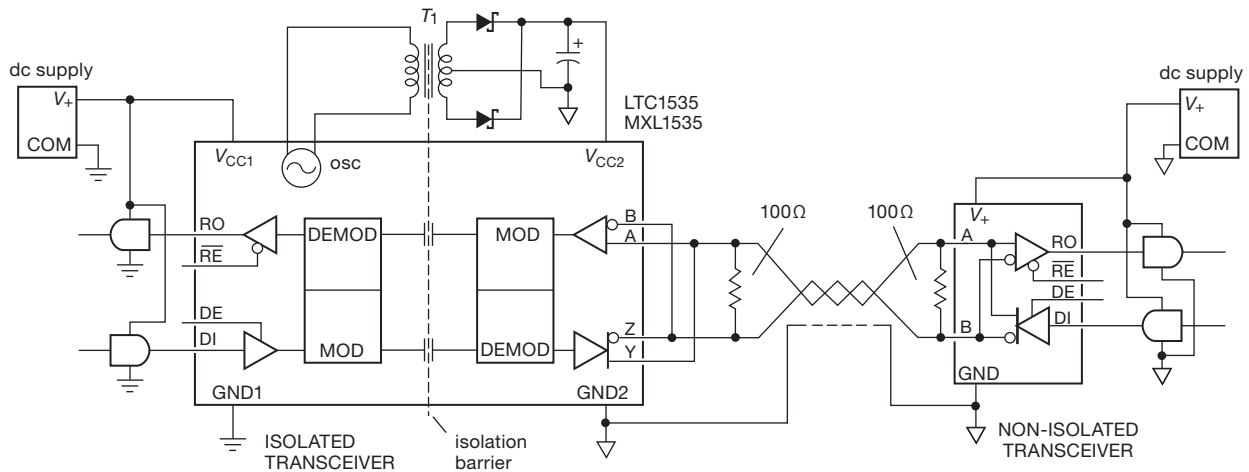 T1
dc supply
V+
COM
LTC1535
MXL1535
dc supply
V+
COM
VCC1
osc
VCC2
RO
RE
DEMOD
MOD
B
A
100Ω
100Ω
V+
A
RO
RE
DE
DE
DI
MOD
DEMOD
Z
Y
B
DI
GND1
GND2
GND
ISOLATED
TRANSCEIVER
isolation
barrier
NON-ISOLATED
TRANSCEIVER
+